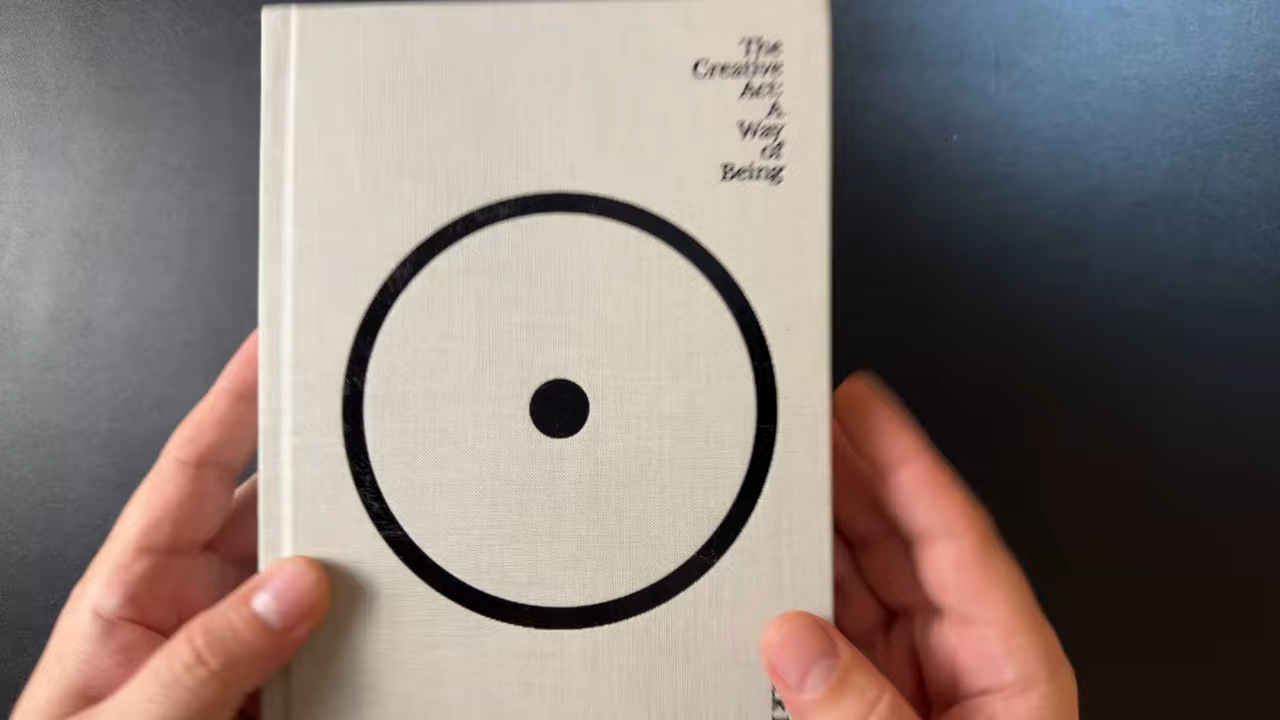 The
Creative
Act:
A
Way
of
Being